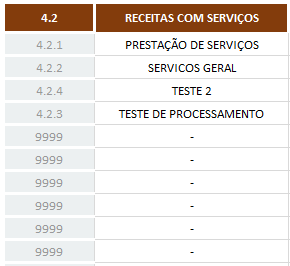 4.2 RECEITAS COM SERVIÇOS
4.2.1 PRESTAÇÃO DE SERVIÇOS
4.2.2 SERVICOS GERAL
4.2.4 TESTE 2
4.2.3 TESTE DE PROCESSAMENTO
9999 -
9999 -
9999 -
9999 -
9999 -
9999 -